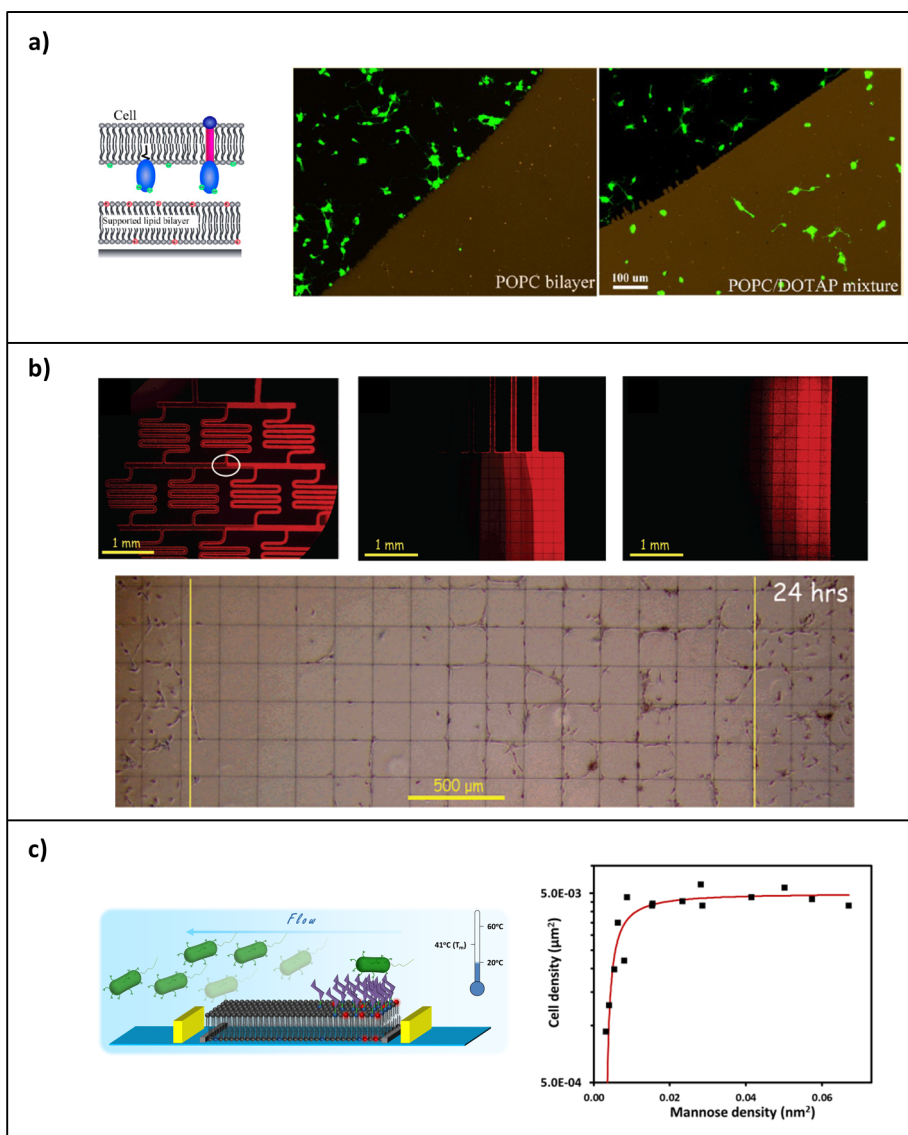 a)
Cell
Supported lipid bilayer
POPC bilayer
100 um
POPC/DOTAP mixture
b)
1 mm
1 mm
1 mm
24 hrs
500 µm
c)
Flow
60°C
41°C (Tm)
20°C
5.0E-03
Cell density (µm²)
5.0E-04
0.00
0.02
0.04
0.06
Mannose density (nm²)